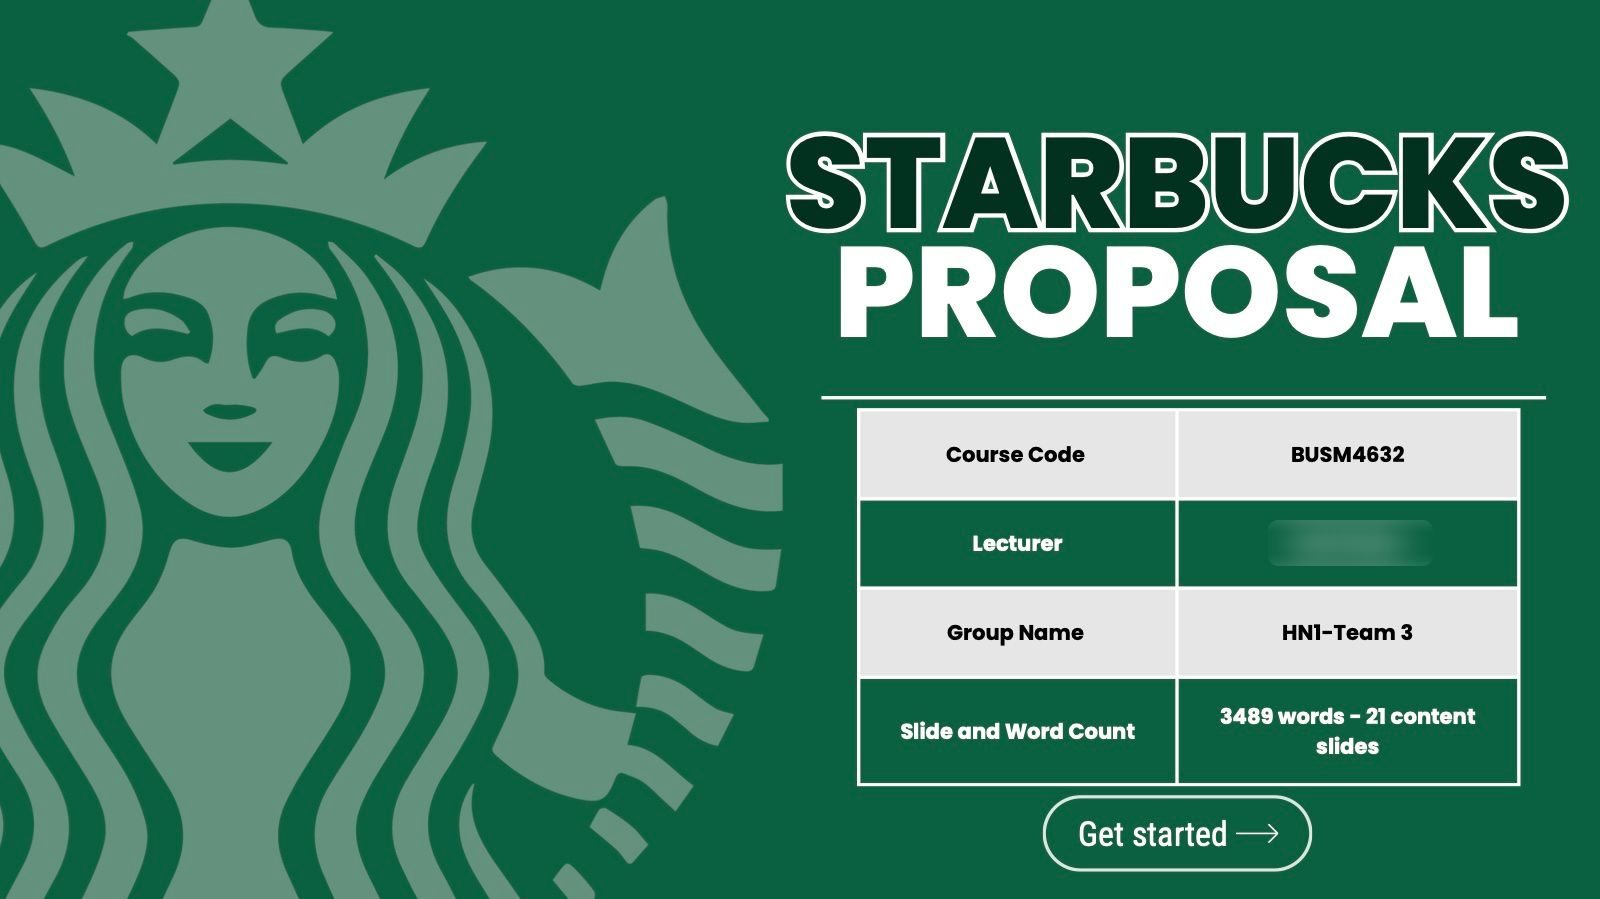 STARBUCKS
PROPOSAL
Course Code
BUSM4632
Lecturer
Group Name
HN1-Team 3
Slide and Word Count
3489 words - 21 content
slides
Get started